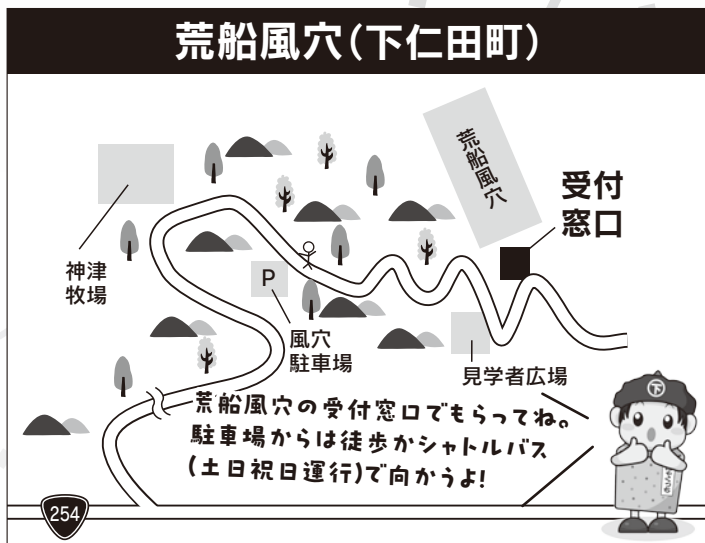 荒船風穴(下仁田町)
荒船風穴
受付
窓口
神津
牧場
P
風穴
駐車場
見学者広場
荒船風穴の受付窓口でもらってね。
駐車場からは徒歩かシャトルバス
(土日祝日運行)で向かうよ!
下
254